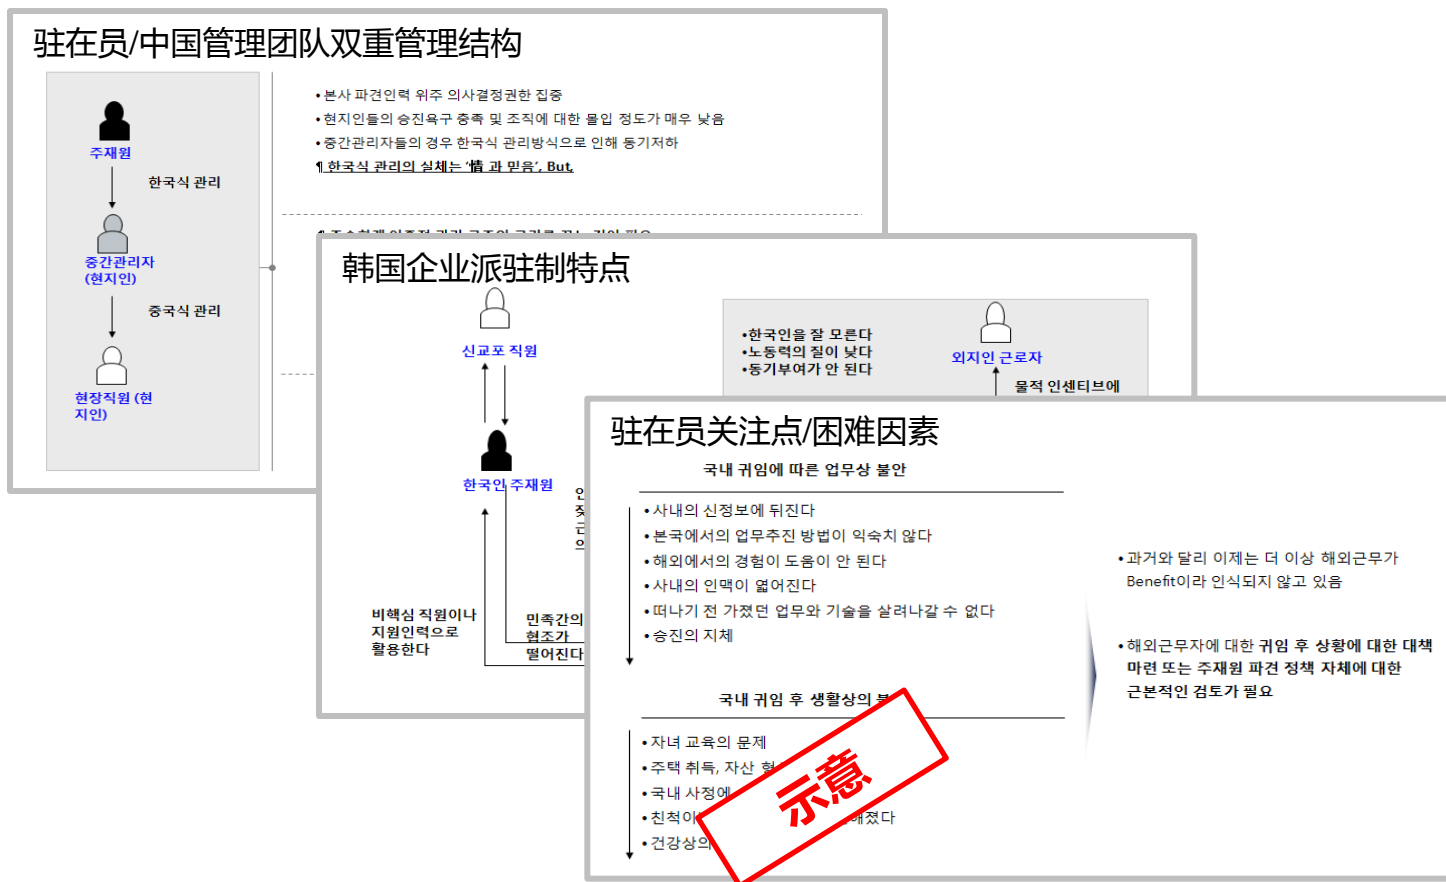 驻在员/中国管理团队双重管理结构
주재원
한국식 관리
중간관리자
(현지인)
중국식 관리
현장직원 (현
지인)
• 본사 파견인력 위주 의사결정권한 집중
• 현지인들의 승진욕구 충족 및 조직에 대한 몰입 정도가 매우 낮음
• 중간관리자들의 경우 한국식 관리방식으로 인해 동기저하
¶ 한국식 관리의 실체는 ‘情 과 믿음’, But,
韩国企业派驻制特点
신교포 직원
한국인 주재원
비핵심 직원이나
지원인력으로
활용한다
민족간의
협조가
떨어진다
•한국인을 잘 모른다
•노동력의 질이 낮다
•동기부여가 안 된다
외지인 근로자
물적 인센티브에
驻在员关注点/困难因素
국내 귀임에 따른 업무상 불안
• 사내의 신정보에 뒤진다
• 본국에서의 업무추진 방법이 익숙치 않다
• 해외에서의 경험이 도움이 안 된다
• 사내의 인맥이 엷어진다
• 떠나기 전 가졌던 업무와 기술을 살려나갈 수 없다
• 승진의 지체
국내 귀임 후 생활상의
• 자녀 교육의 문제
• 주택 취득, 자산
• 국내 사정에
• 친척이
• 건강상의
• 과거와 달리 이제는 더 이상 해외근무가
Benefit이라 인식되지 않고 있음
• 해외근무자에 대한 귀임 후 상황에 대한 대책
마련 또는 주재원 파견 정책 자체에 대한
근본적인 검토가 필요
示意